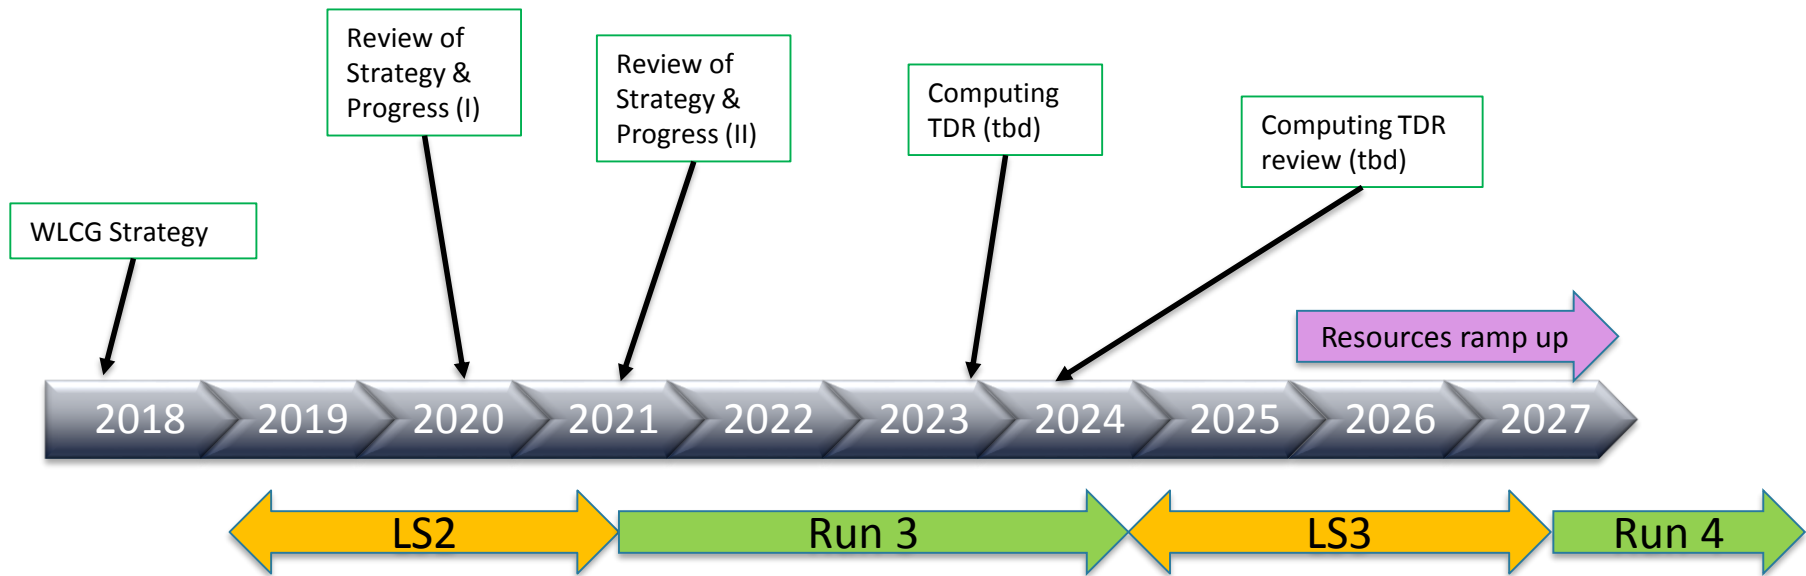 Review of
Strategy &
Progress (I)
Review of
Strategy &
Progress (II)
Computing
TDR (tbd)
Computing TDR
review (tbd)
WLCG Strategy
Resources ramp up
2018 2019 2020 2021 2022 2023 2024 2025 2026 2027
LS2 Run 3 LS3 Run 4